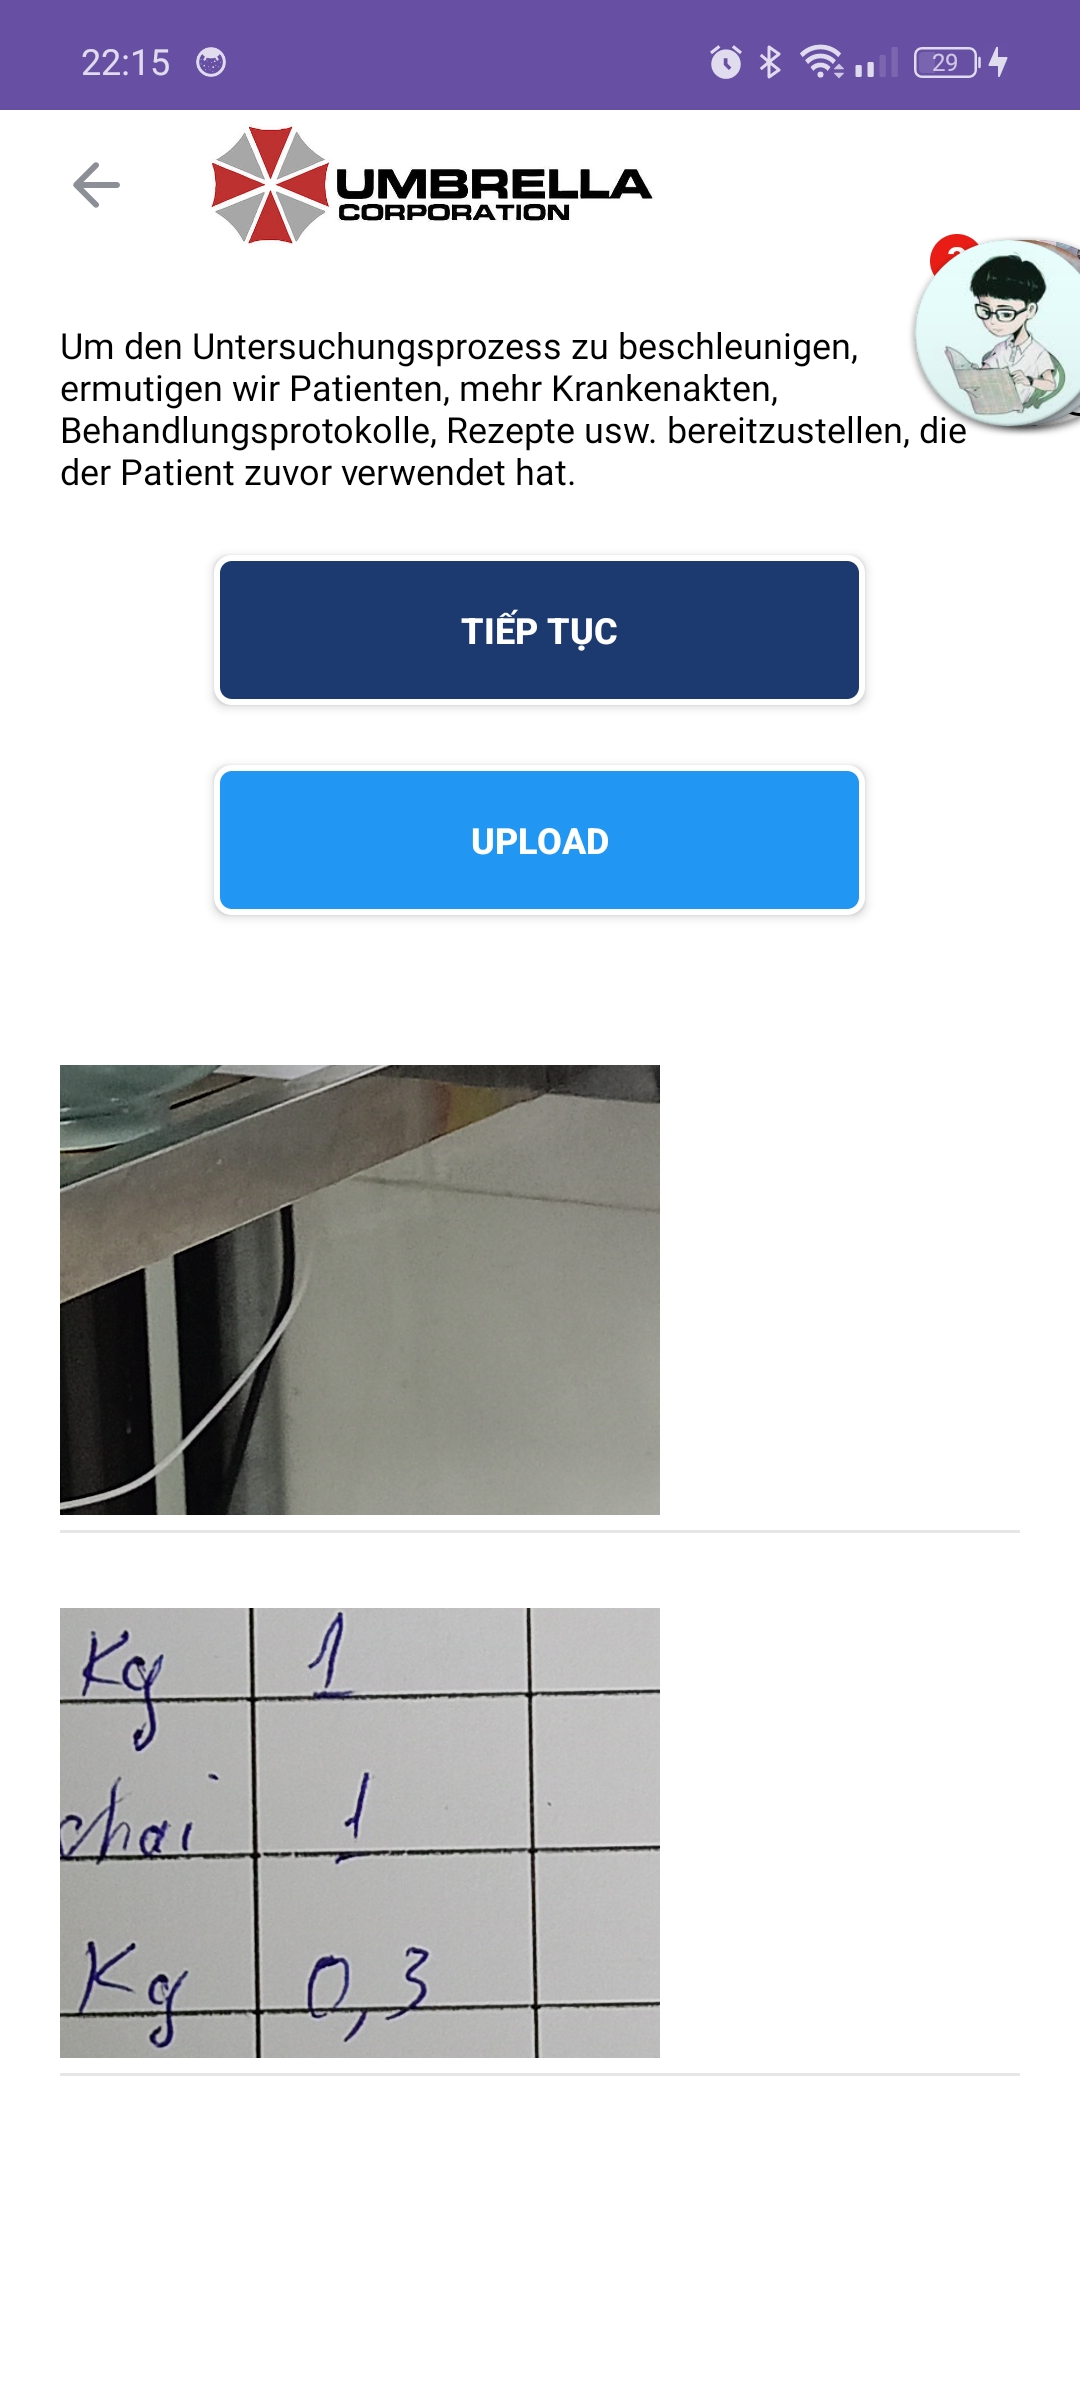 22:15
29
UMBRELLA
CORPORATION
Um den Untersuchungsprozess zu beschleunigen,
ermutigen wir Patienten, mehr Krankenakten,
Behandlungsprotokolle, Rezepte usw. bereitzustellen, die
der Patient zuvor verwendet hat.
TIẾP TỤC
UPLOAD
Kg 1
chai 1
Kg 0,3